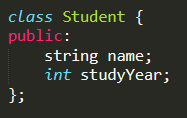 class Student {
public:
    string name;
    int studyYear;
};